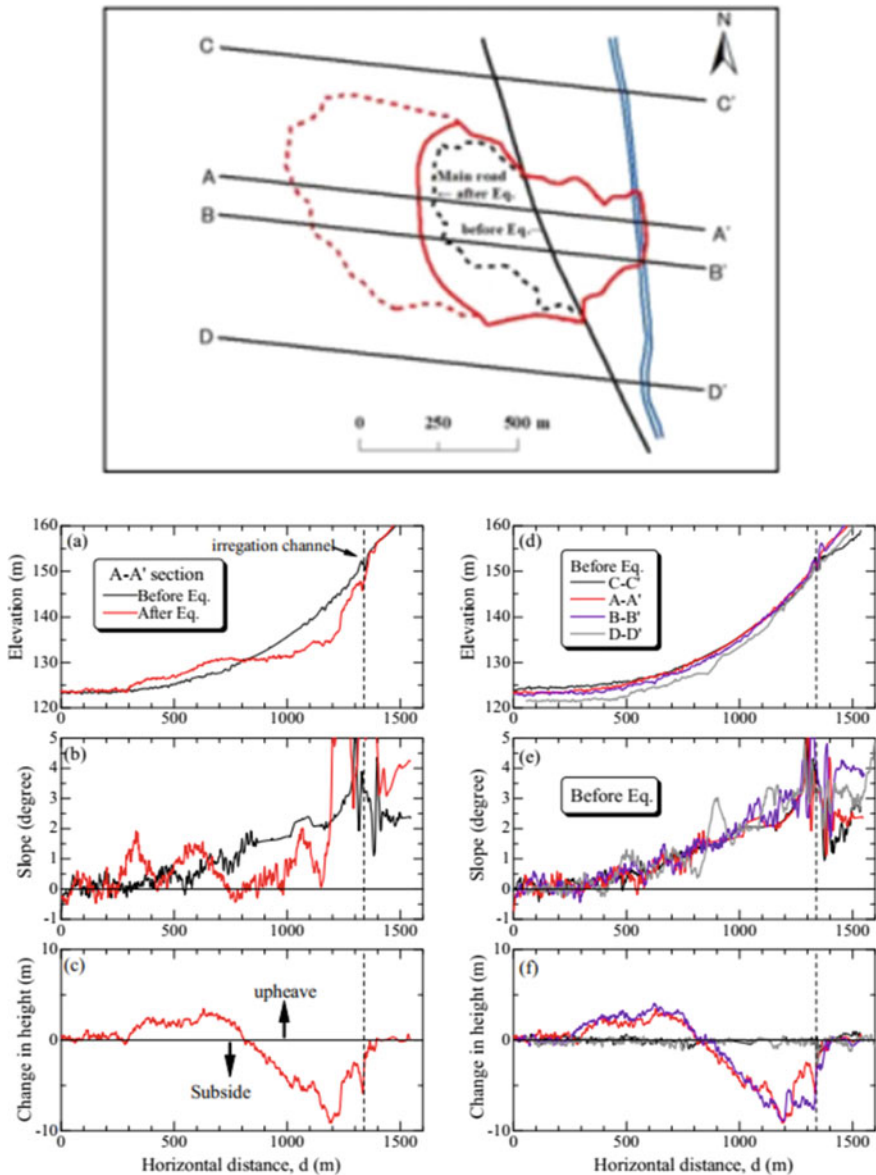 N
C
C'
Main road
A
← after Eq.
B
before Eq.
A'
B'
D
D'
0 250 500 m
160
150
140
130
120
Elevation (m)
(a)
irregation channel
A-A' section
Before Eq.
After Eq.
0 500 1000 1500
160
150
140
130
120
Elevation (m)
(d)
Before Eq.
C-C'
A-A'
B-B'
D-D'
0 500 1000 1500
5
4
3
2
1
0
-1
Slope (degree)
(b)
0 500 1000 1500
5
4
3
2
1
0
-1
Slope (degree)
(e)
Before Eq.
0 500 1000 1500
10
0
-10
Change in height (m)
(c)
upheave
Subside
0 500 1000 1500
Horizontal distance, d (m)
10
0
-10
Change in height (m)
(f)
0 500 1000 1500
Horizontal distance, d (m)